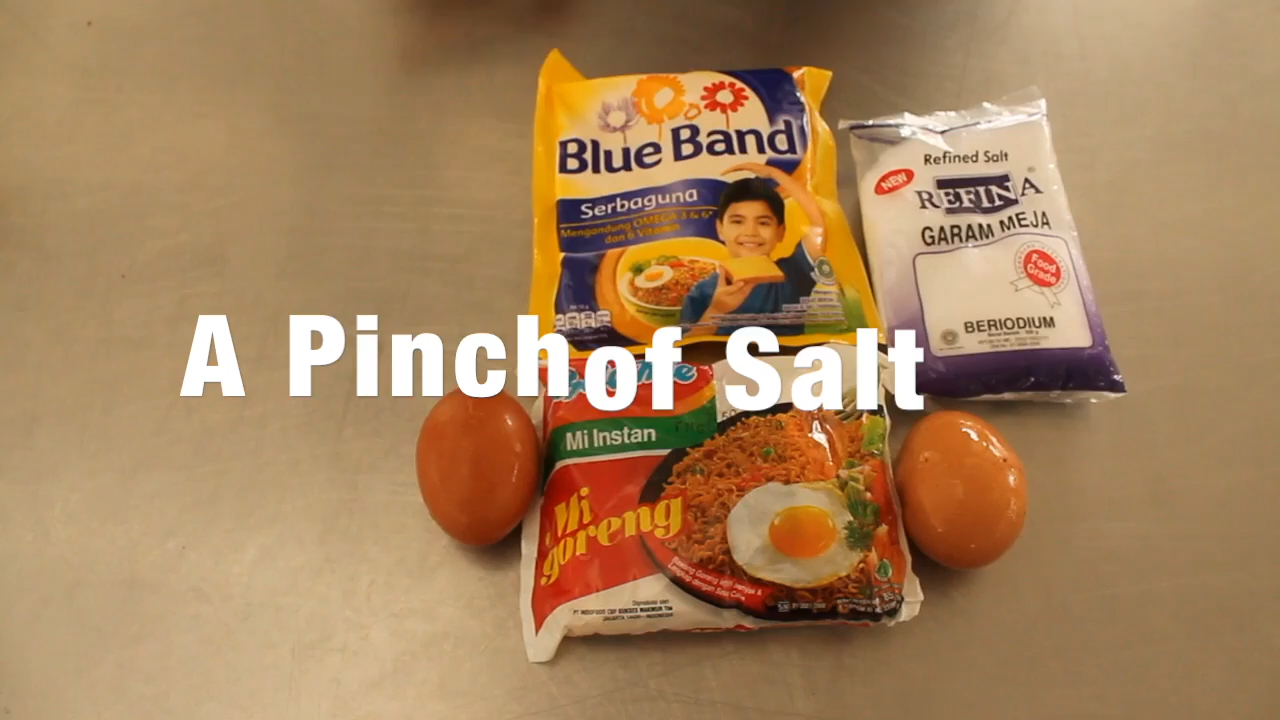 Blue Band
Serbaguna
Mengandung OMEGA 3 & 6*
dan 6 Vitamin
Refined Salt
NEW
REFINA
GARAM MEJA
Food
Grade
BERIODIUM
A Pinch of Salt
Mi Instan
Mi
goreng